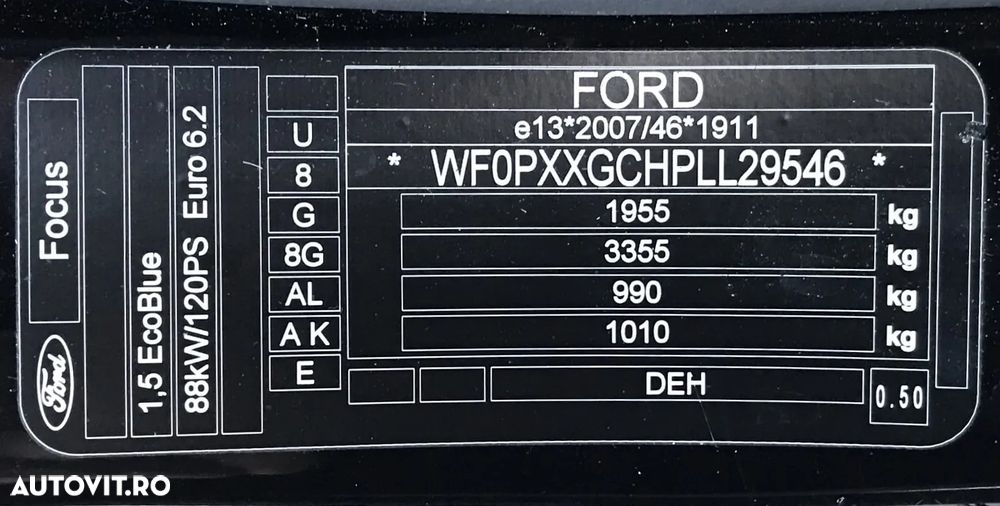 Focus
Ford
1,5 EcoBlue
88kW/120PS Euro 6.2
U
8
G
8G
AL
A K
E
FORD
e13*2007/46*1911
* WF0PXXGCHPLL29546 *
1955 kg
3355 kg
990 kg
1010 kg
DEH
0.50
AUTOVIT.RO